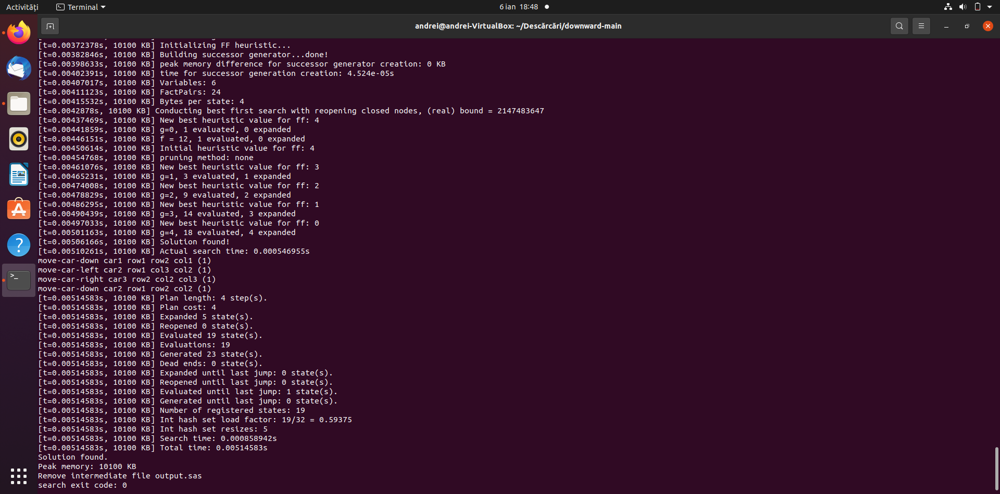 Activități
Terminal
6 ian 18:48
andrei@andrei-VirtualBox: ~/Descărcări/downward-main
[t=0.00372378s, 10100 KB] Initializing FF heuristic...
[t=0.00382846s, 10100 KB] Building successor generator...done!
[t=0.00398633s, 10100 KB] peak memory difference for successor generator creation: 0 KB
[t=0.00402391s, 10100 KB] time for successor generation creation: 4.524e-05s
[t=0.00407017s, 10100 KB] Variables: 6
[t=0.00411123s, 10100 KB] FactPairs: 24
[t=0.00415532s, 10100 KB] Bytes per state: 4
[t=0.0042878s, 10100 KB] Conducting best first search with reopening closed nodes, (real) bound = 2147483647
[t=0.00437469s, 10100 KB] New best heuristic value for ff: 4
[t=0.00441859s, 10100 KB] g=0, 1 evaluated, 0 expanded
[t=0.00446151s, 10100 KB] f = 12, 1 evaluated, 0 expanded
[t=0.00450614s, 10100 KB] Initial heuristic value for ff: 4
[t=0.00454768s, 10100 KB] pruning method: none
[t=0.00461076s, 10100 KB] New best heuristic value for ff: 3
[t=0.00465231s, 10100 KB] g=1, 3 evaluated, 1 expanded
[t=0.00474008s, 10100 KB] New best heuristic value for ff: 2
[t=0.00478829s, 10100 KB] g=2, 9 evaluated, 2 expanded
[t=0.00486295s, 10100 KB] New best heuristic value for ff: 1
[t=0.00490439s, 10100 KB] g=3, 14 evaluated, 3 expanded
[t=0.00497033s, 10100 KB] New best heuristic value for ff: 0
[t=0.00501163s, 10100 KB] g=4, 18 evaluated, 4 expanded
[t=0.00506166s, 10100 KB] Solution found!
[t=0.00510261s, 10100 KB] Actual search time: 0.000546955s
move-car-down car1 row1 row2 col1 (1)
move-car-left car2 row1 col3 col2 (1)
move-car-right car3 row2 col2 col3 (1)
move-car-down car2 row1 row2 col2 (1)
[t=0.00514583s, 10100 KB] Plan length: 4 step(s).
[t=0.00514583s, 10100 KB] Plan cost: 4
[t=0.00514583s, 10100 KB] Expanded 5 state(s).
[t=0.00514583s, 10100 KB] Reopened 0 state(s).
[t=0.00514583s, 10100 KB] Evaluated 19 state(s).
[t=0.00514583s, 10100 KB] Evaluations: 19
[t=0.00514583s, 10100 KB] Generated 23 state(s).
[t=0.00514583s, 10100 KB] Dead ends: 0 state(s).
[t=0.00514583s, 10100 KB] Expanded until last jump: 0 state(s).
[t=0.00514583s, 10100 KB] Reopened until last jump: 0 state(s).
[t=0.00514583s, 10100 KB] Evaluated until last jump: 1 state(s).
[t=0.00514583s, 10100 KB] Generated until last jump: 0 state(s).
[t=0.00514583s, 10100 KB] Number of registered states: 19
[t=0.00514583s, 10100 KB] Int hash set load factor: 19/32 = 0.59375
[t=0.00514583s, 10100 KB] Int hash set resizes: 5
[t=0.00514583s, 10100 KB] Search time: 0.000858942s
[t=0.00514583s, 10100 KB] Total time: 0.00514583s
Solution found.
Peak memory: 10100 KB
Remove intermediate file output.sas
search exit code: 0